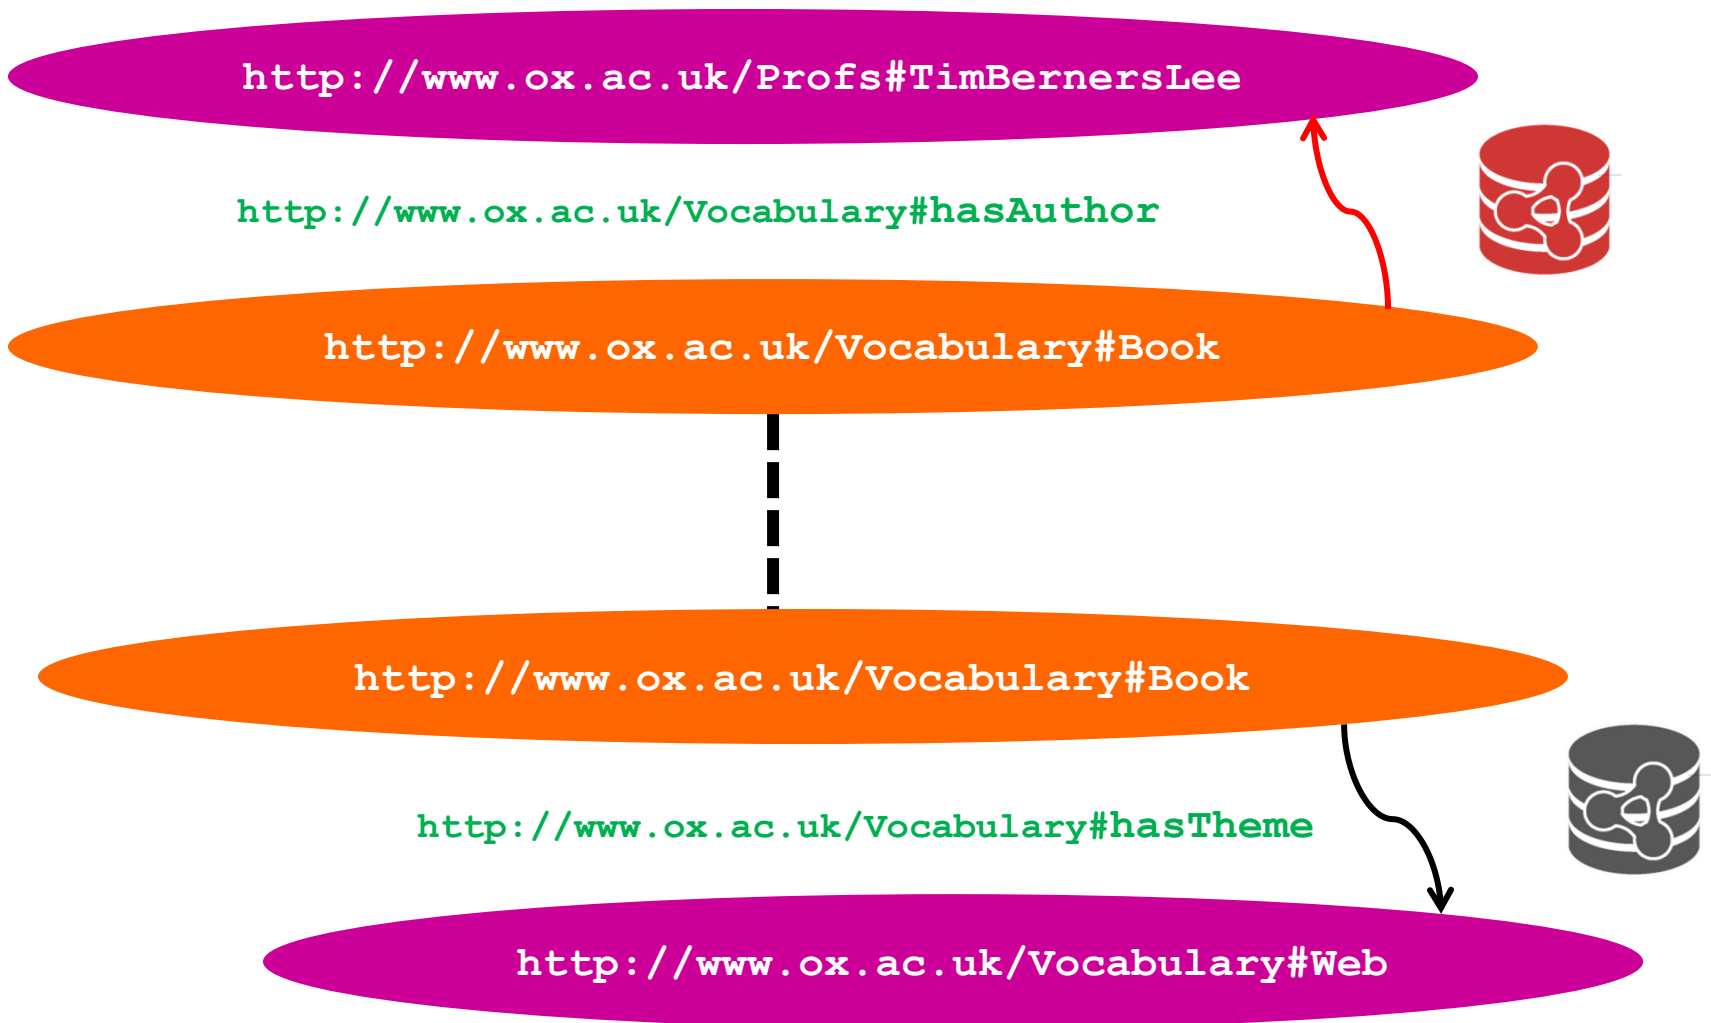 http://www.ox.ac.uk/Profs#TimBernersLee
http://www.ox.ac.uk/Vocabulary#hasAuthor
http://www.ox.ac.uk/Vocabulary#Book
http://www.ox.ac.uk/Vocabulary#Book
http://www.ox.ac.uk/Vocabulary#hasTheme
http://www.ox.ac.uk/Vocabulary#Web